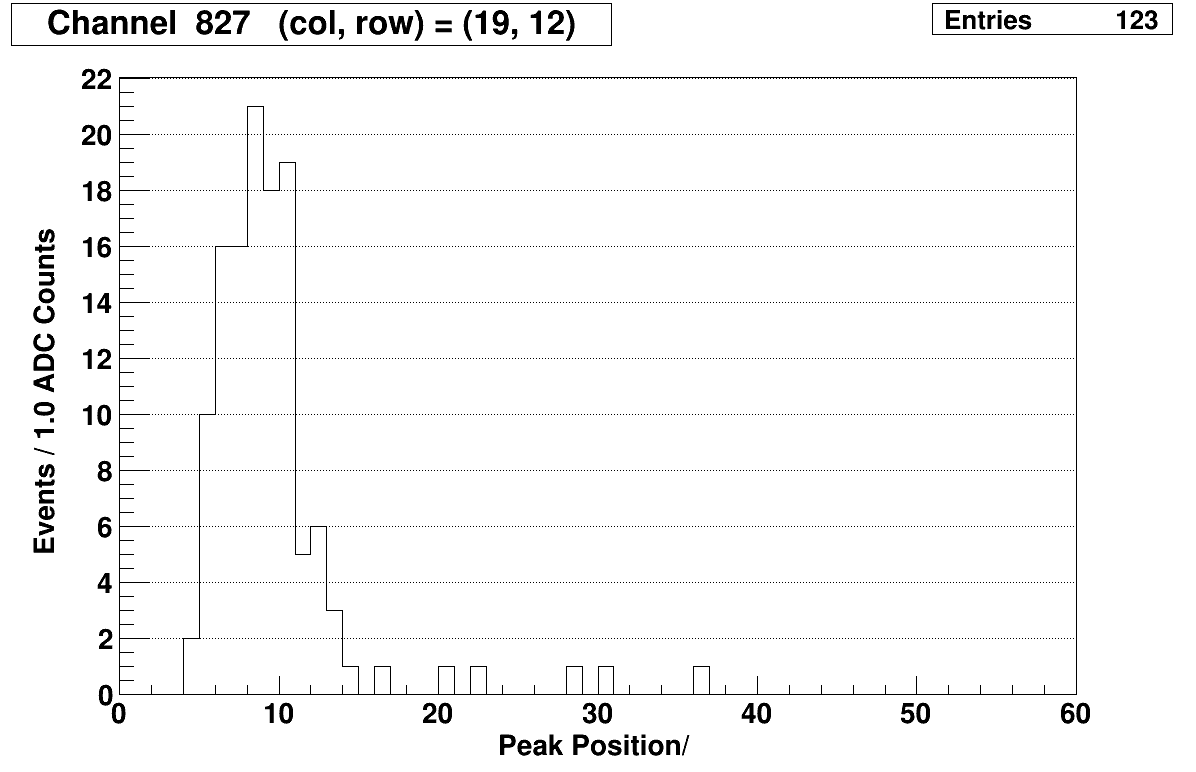 Channel 827 (col, row) = (19, 12)
Entries 123
22
20
18
16
14
12
10
8
6
4
2
0
Events / 1.0 ADC Counts
0 10 20 30 40 50 60
Peak Position/